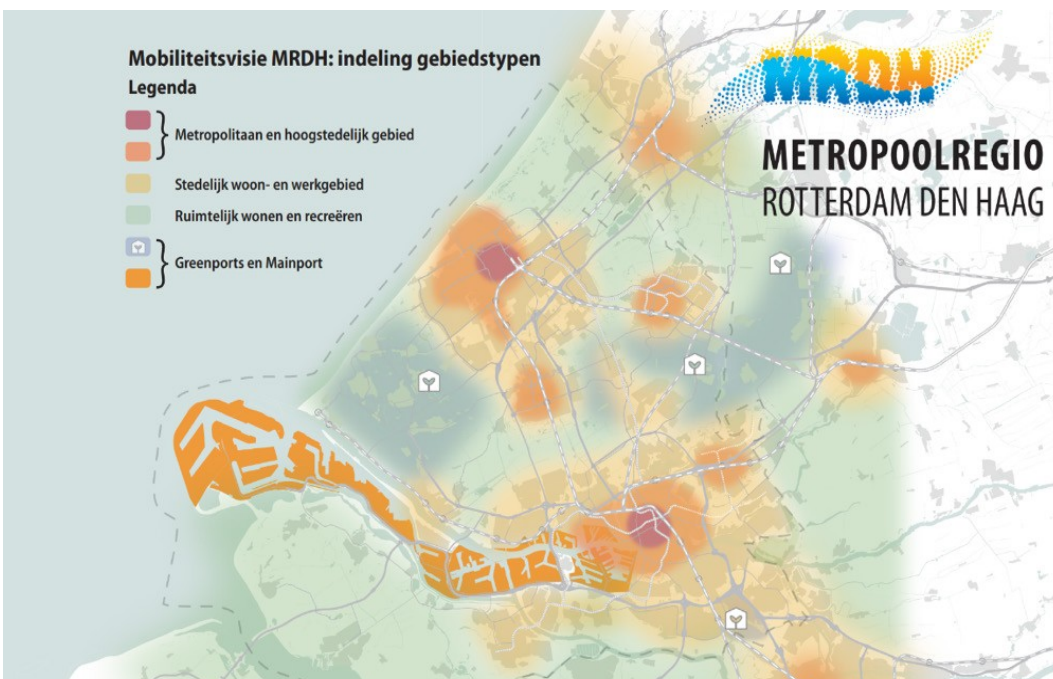 Mobiliteitsvisie MRDH: indeling gebiedstypen
Legenda
Metropolitaan en hoogstedelijk gebied
Stedelijk woon- en werkgebied
Ruimtelijk wonen en recreëren
Greenports en Mainport
MRDH
METROPOOLREGIO
ROTTERDAM DEN HAAG